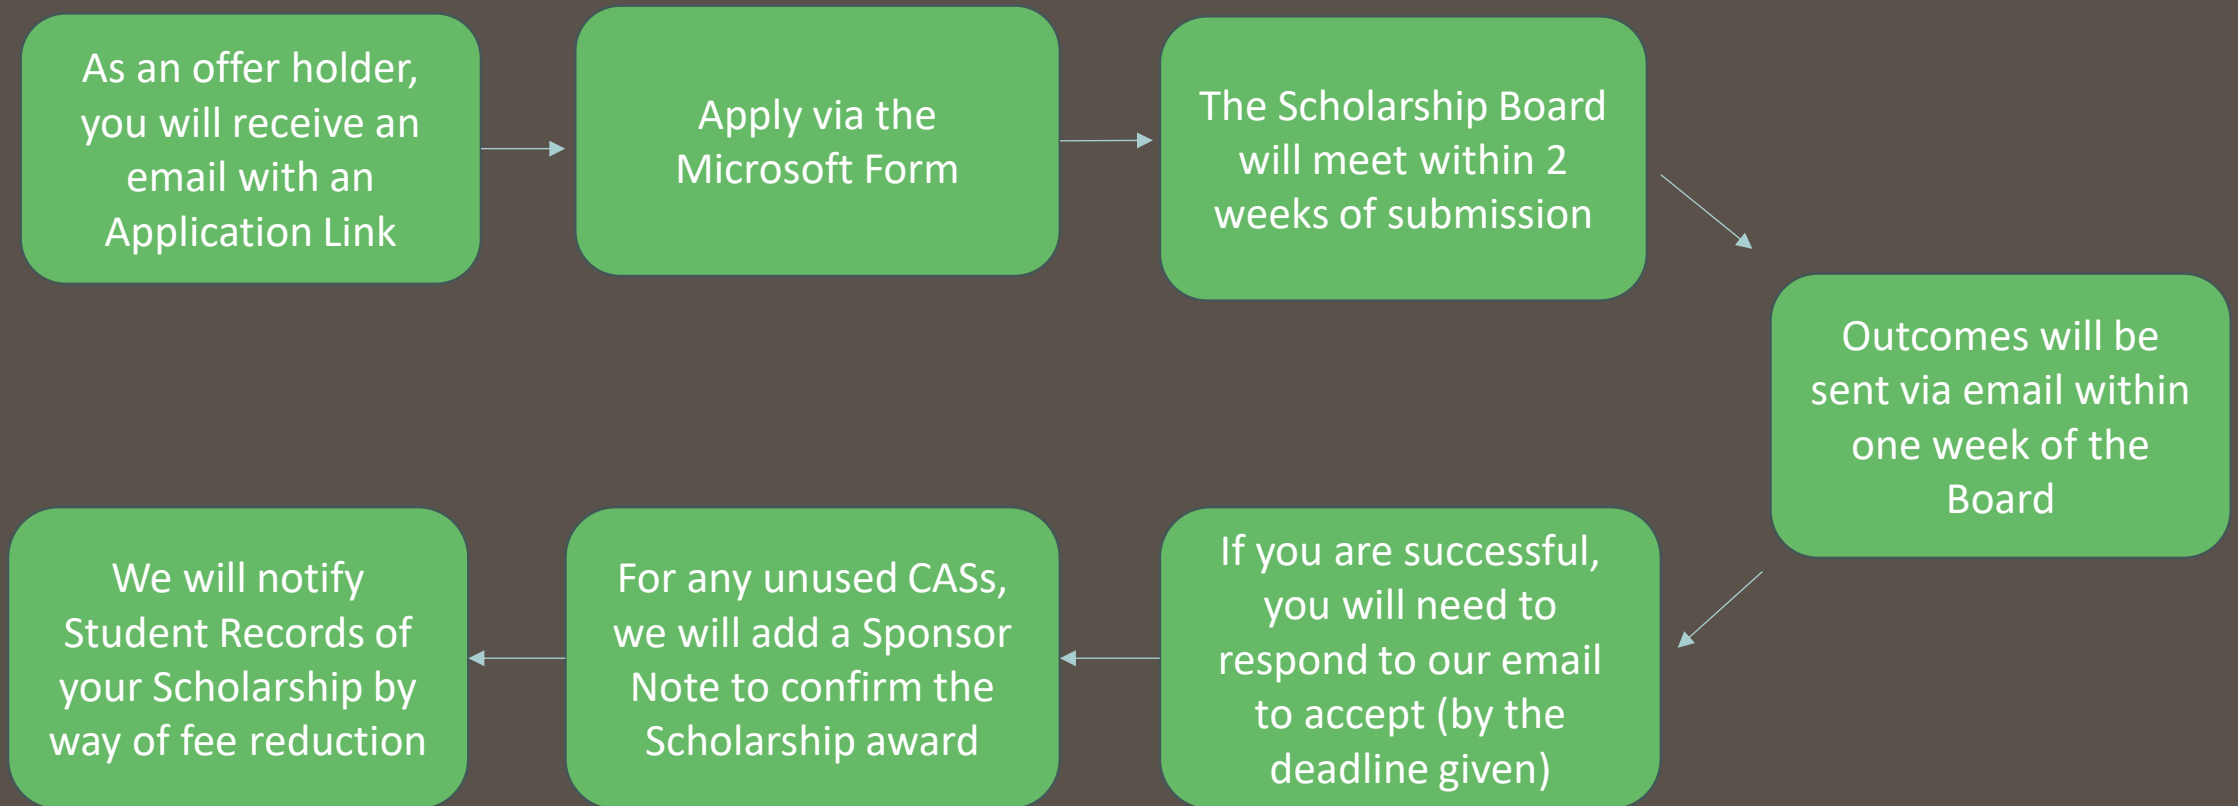 As an offer holder,
you will receive an
email with an
Application Link
Apply via the
Microsoft Form
The Scholarship Board
will meet within 2
weeks of submission
Outcomes will be
sent via email within
one week of the
Board
If you are successful,
you will need to
respond to our email
to accept (by the
deadline given)
For any unused CASs,
we will add a Sponsor
Note to confirm the
Scholarship award
We will notify
Student Records of
your Scholarship by
way of fee reduction